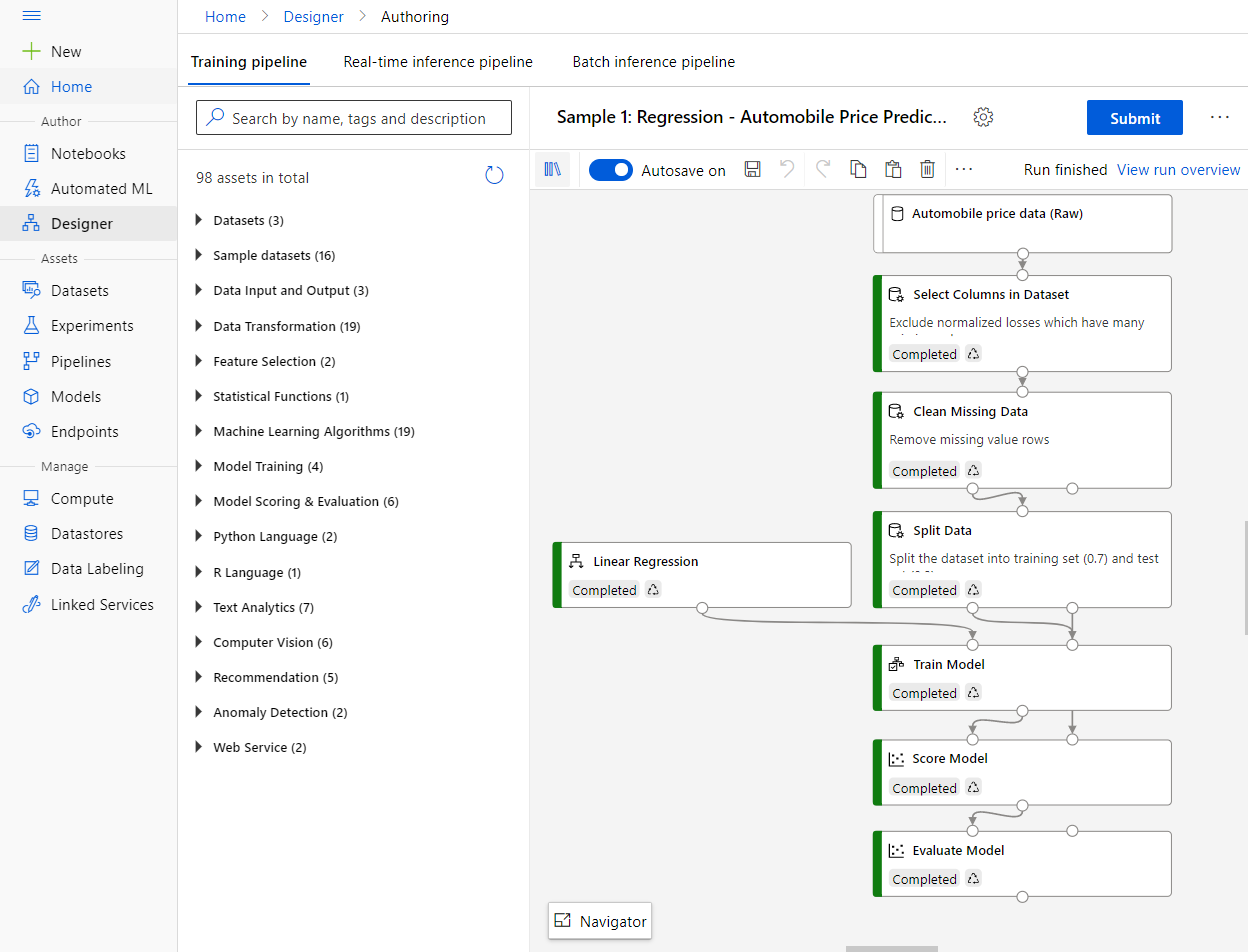 Home > Designer > Authoring
New
Home
Author
Notebooks
Automated ML
Designer
Assets
Datasets
Experiments
Pipelines
Models
Endpoints
Manage
Compute
Datastores
Data Labeling
Linked Services
Training pipeline Real-time inference pipeline Batch inference pipeline
Search by name, tags and description
98 assets in total
Datasets (3)
Sample datasets (16)
Data Input and Output (3)
Data Transformation (19)
Feature Selection (2)
Statistical Functions (1)
Machine Learning Algorithms (19)
Model Training (4)
Model Scoring & Evaluation (6)
Python Language (2)
R Language (1)
Text Analytics (7)
Computer Vision (6)
Recommendation (5)
Anomaly Detection (2)
Web Service (2)
Sample 1: Regression - Automobile Price Predic...
Submit
Autosave on
Run finished View run overview
Automobile price data (Raw)
Select Columns in Dataset
Exclude normalized losses which have many
Completed
Clean Missing Data
Remove missing value rows
Completed
Split Data
Split the dataset into training set (0.7) and test
Completed
Linear Regression
Completed
Train Model
Completed
Score Model
Completed
Evaluate Model
Completed
Navigator